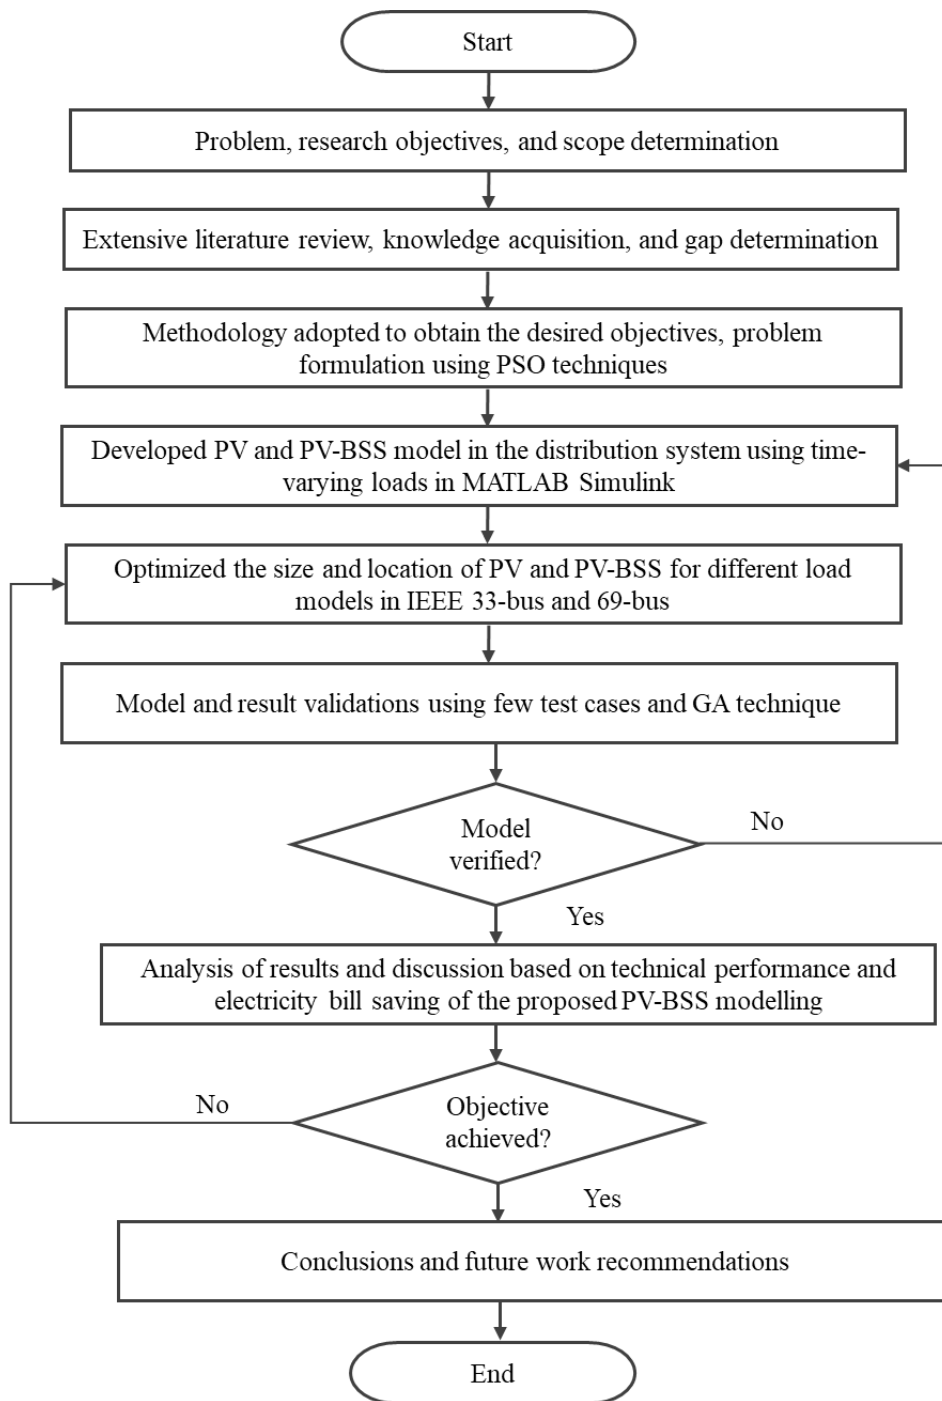 Start
Problem, research objectives, and scope determination
Extensive literature review, knowledge acquisition, and gap determination
Methodology adopted to obtain the desired objectives, problem
formulation using PSO techniques
Developed PV and PV-BSS model in the distribution system using time-
varying loads in MATLAB Simulink
Optimized the size and location of PV and PV-BSS for different load
models in IEEE 33-bus and 69-bus
Model and result validations using few test cases and GA technique
Model
verified?
No
Yes
Analysis of results and discussion based on technical performance and
electricity bill saving of the proposed PV-BSS modelling
No
Objective
achieved?
Yes
Conclusions and future work recommendations
End